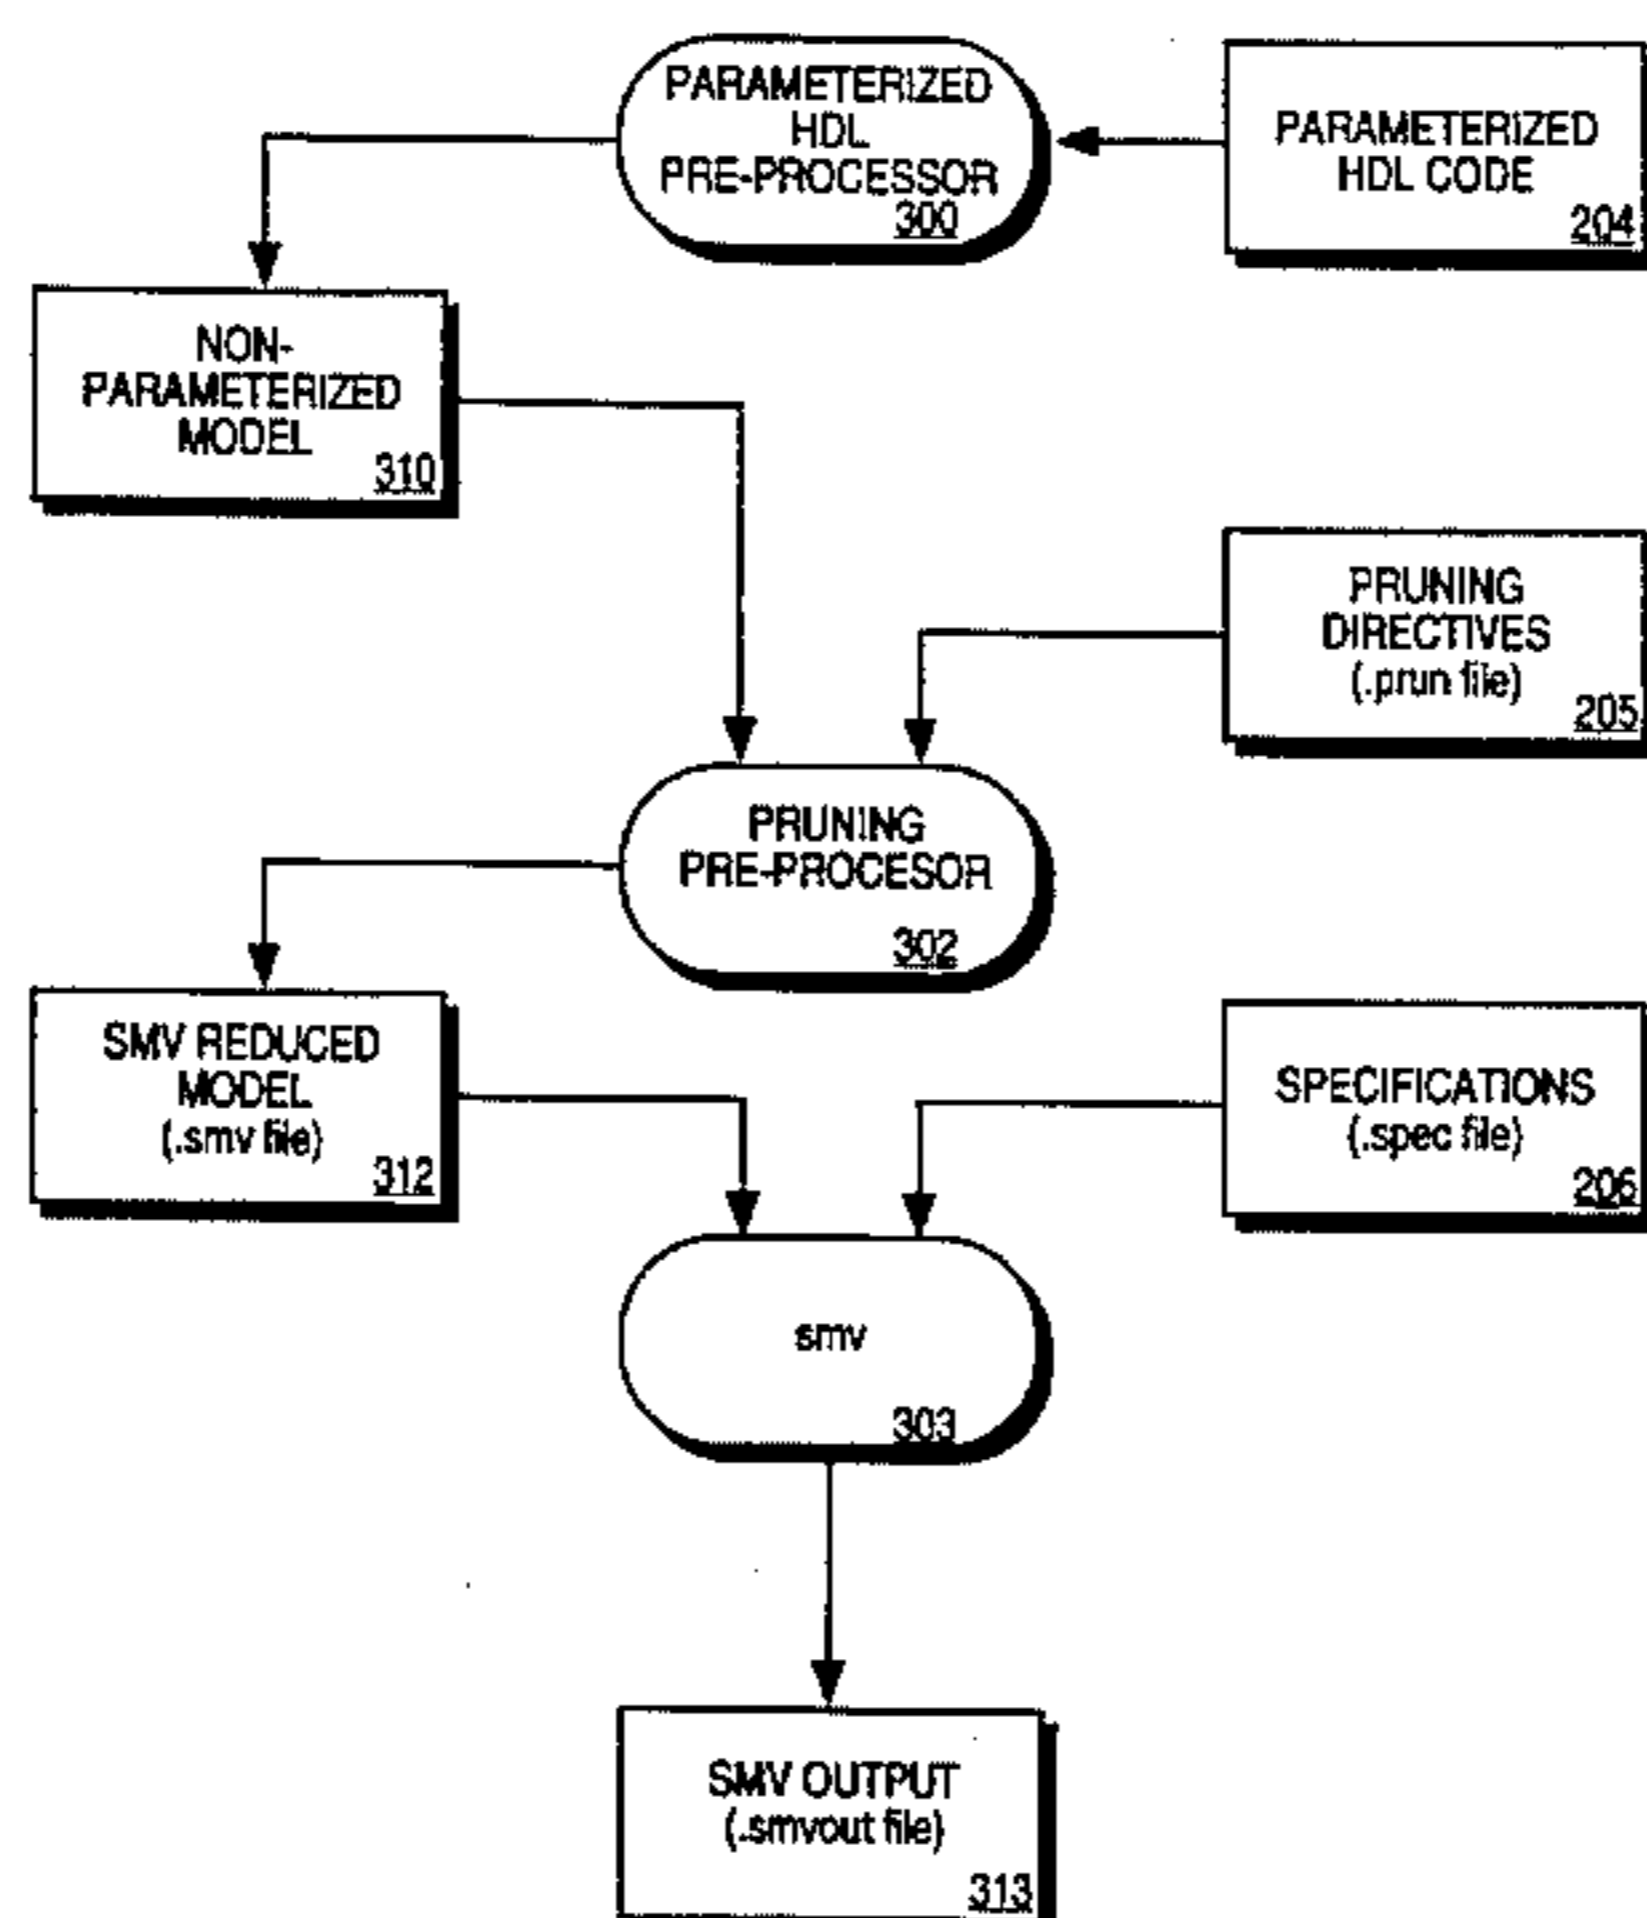 PARAMETERIZED
HDL
PRE-PROCESSOR
300
PARAMETERIZED
HDL CODE
204
NON-
PARAMETERIZED
MODEL
310
PRUNING
DIRECTIVES
(.prun file)
205
PRUNING
PRE-PROCESOR
302
SMV REDUCED
MODEL
(.smv file)
312
SPECIFICATIONS
(.spec file)
206
smv
303
SMV OUTPUT
(.smvout file)
313